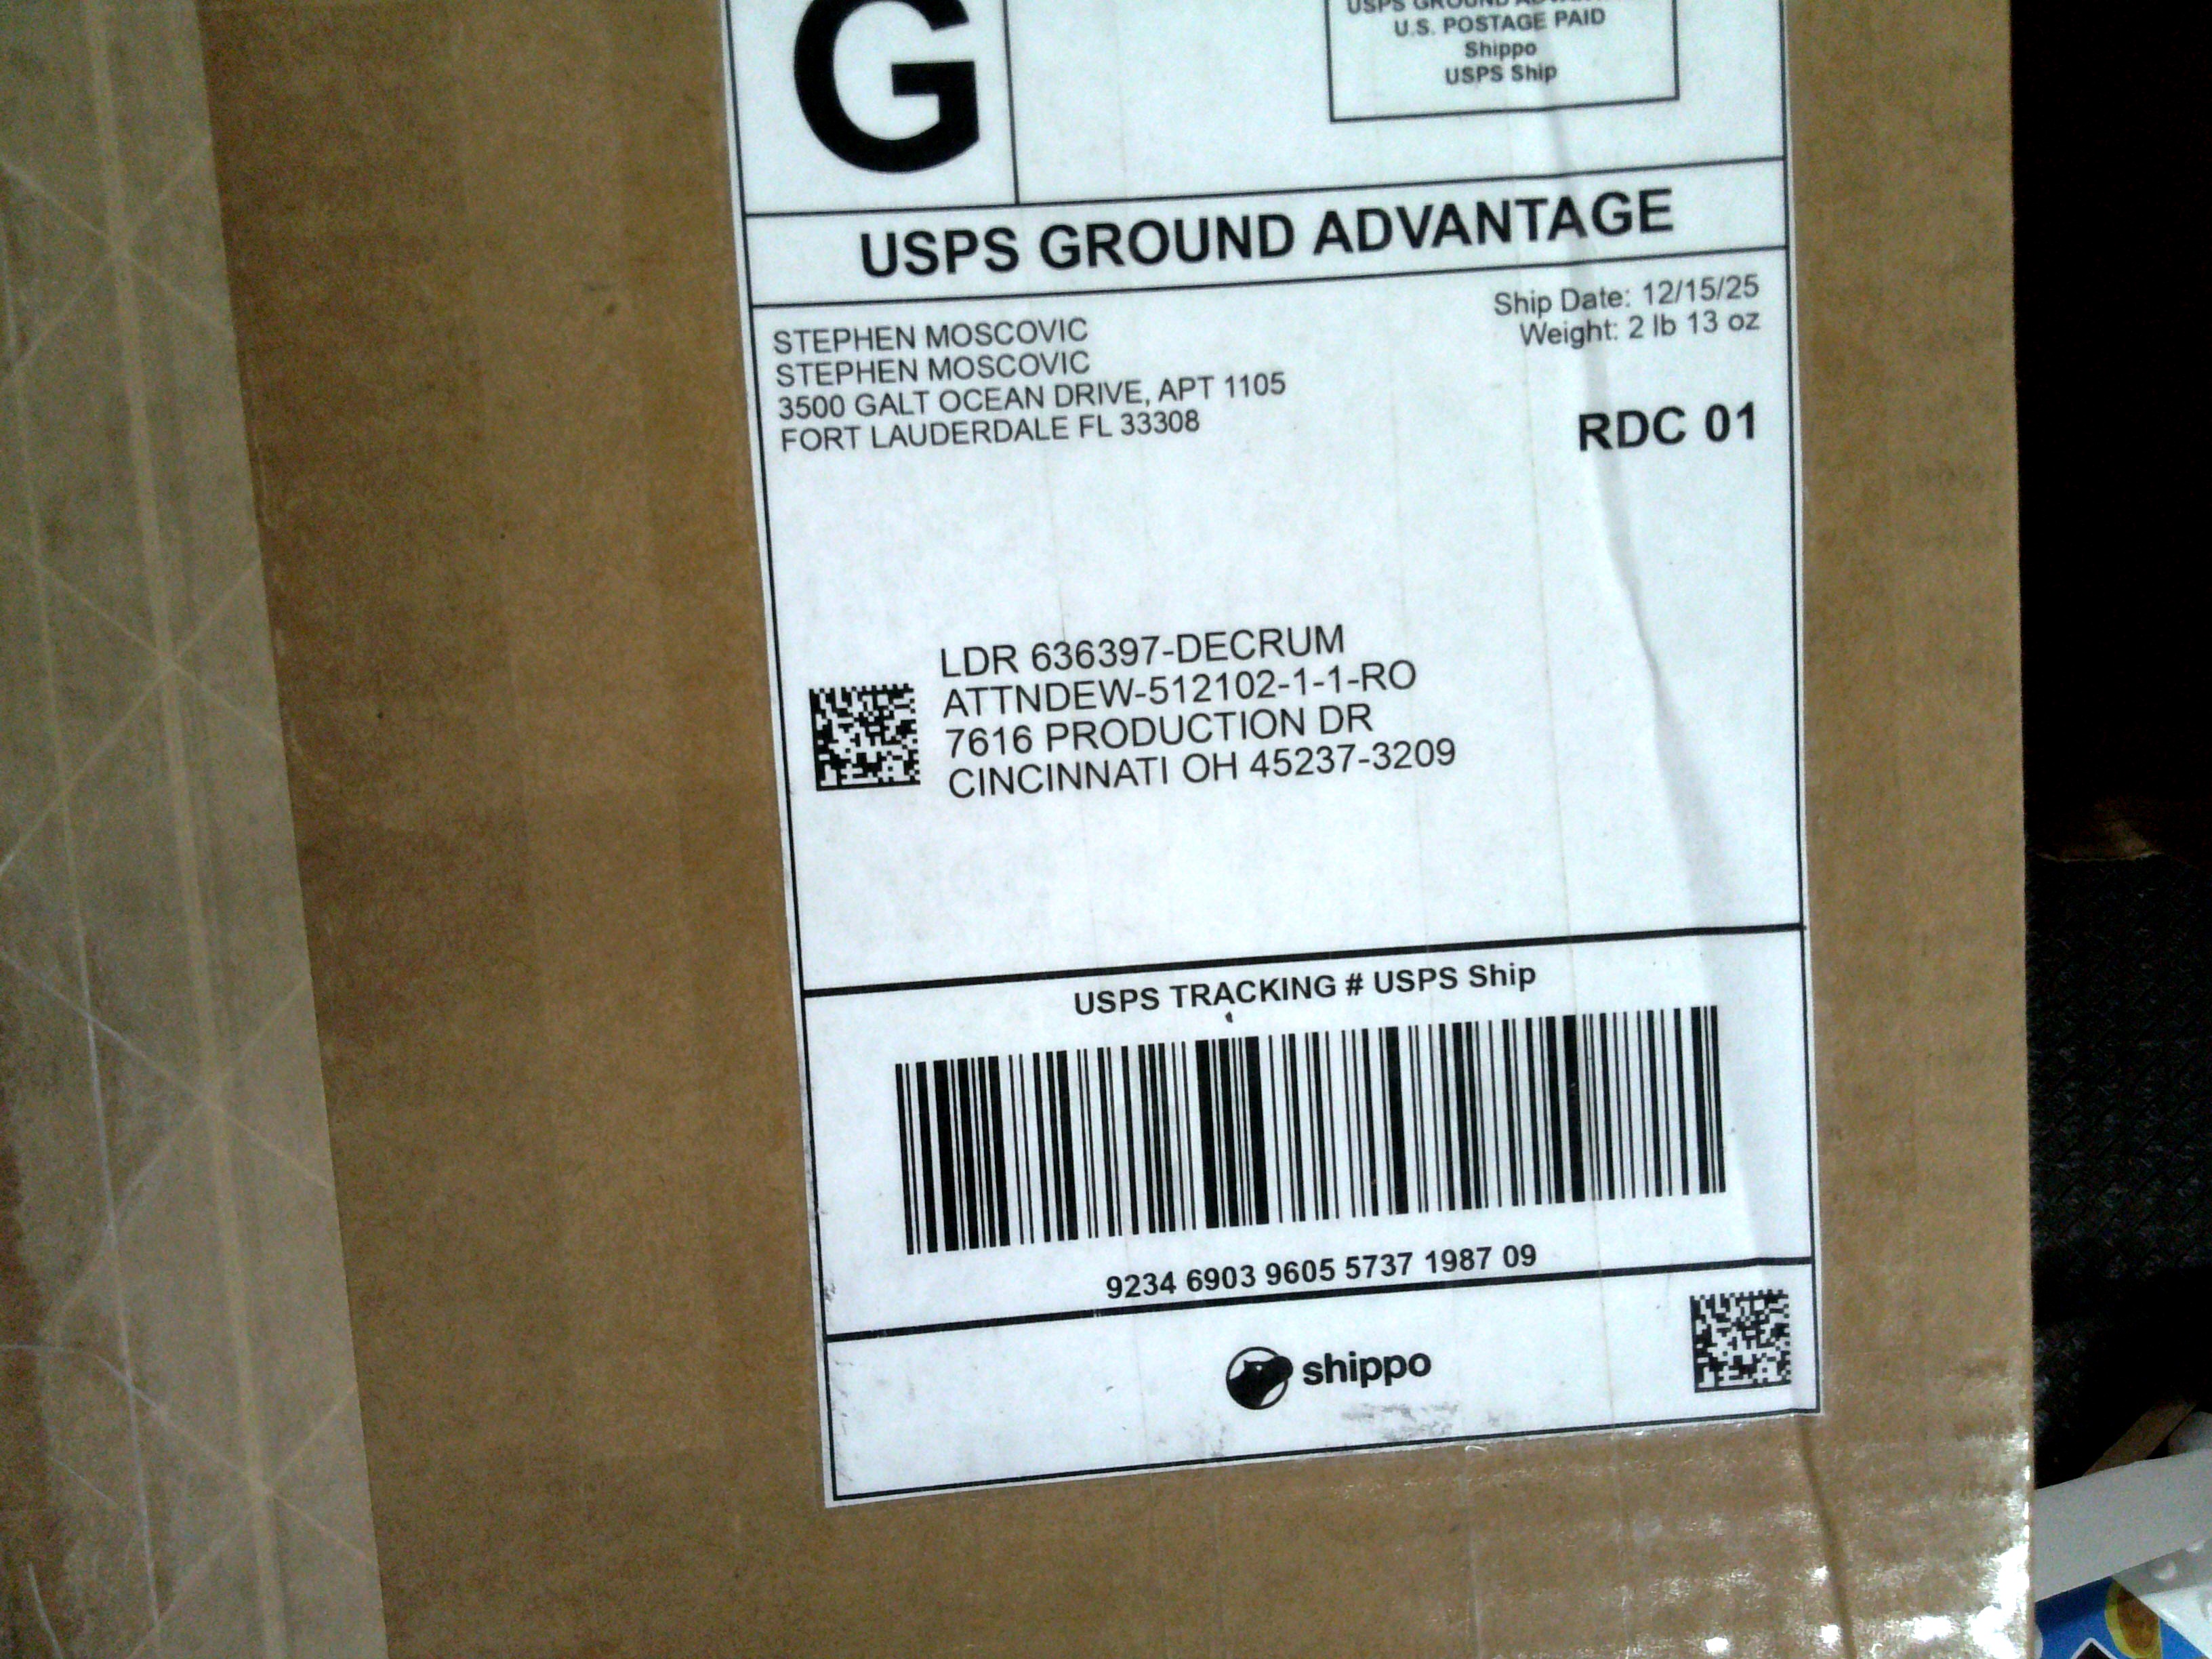 G
USPS GROUND ADVANTAGE
U.S. POSTAGE PAID
Shippo
USPS Ship
USPS GROUND ADVANTAGE
Ship Date: 12/15/25
Weight: 2 lb 13 oz
STEPHEN MOSCOVIC
STEPHEN MOSCOVIC
3500 GALT OCEAN DRIVE, APT 1105
FORT LAUDERDALE FL 33308
RDC 01
LDR 636397-DECRUM
ATTNDEW-512102-1-1-RO
7616 PRODUCTION DR
CINCINNATI OH 45237-3209
USPS TRACKING # USPS Ship
9234 6903 9605 5737 1987 09
shippo